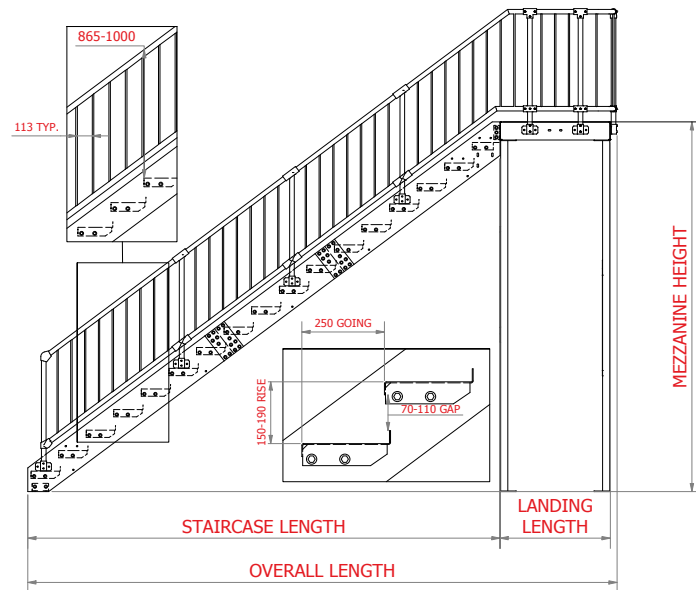 865-1000
113 TYP.
250 GOING
150-190 RISE
70-110 GAP
MEZZANINE HEIGHT
STAIRCASE LENGTH
LANDING
LENGTH
OVERALL LENGTH